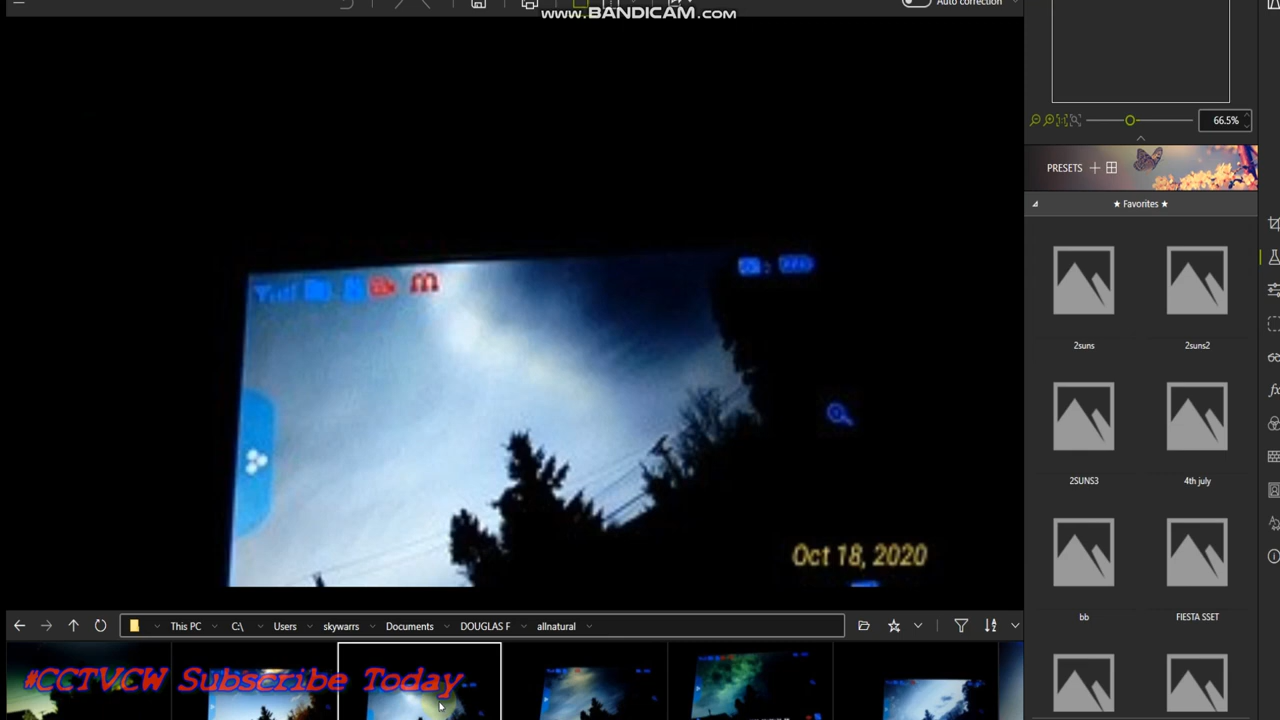 Auto correction
www.BANDICAM.com
66.5%
PRESETS
★ Favorites ★
2suns
2suns2
2SUNS3
4th july
bb
FIESTA SSET
m
Oct 18, 2020
This PC
C:\
Users
skywarrs
Documents
DOUGLAS F
allnatural
#CCTVCW Subscribe Today
fx